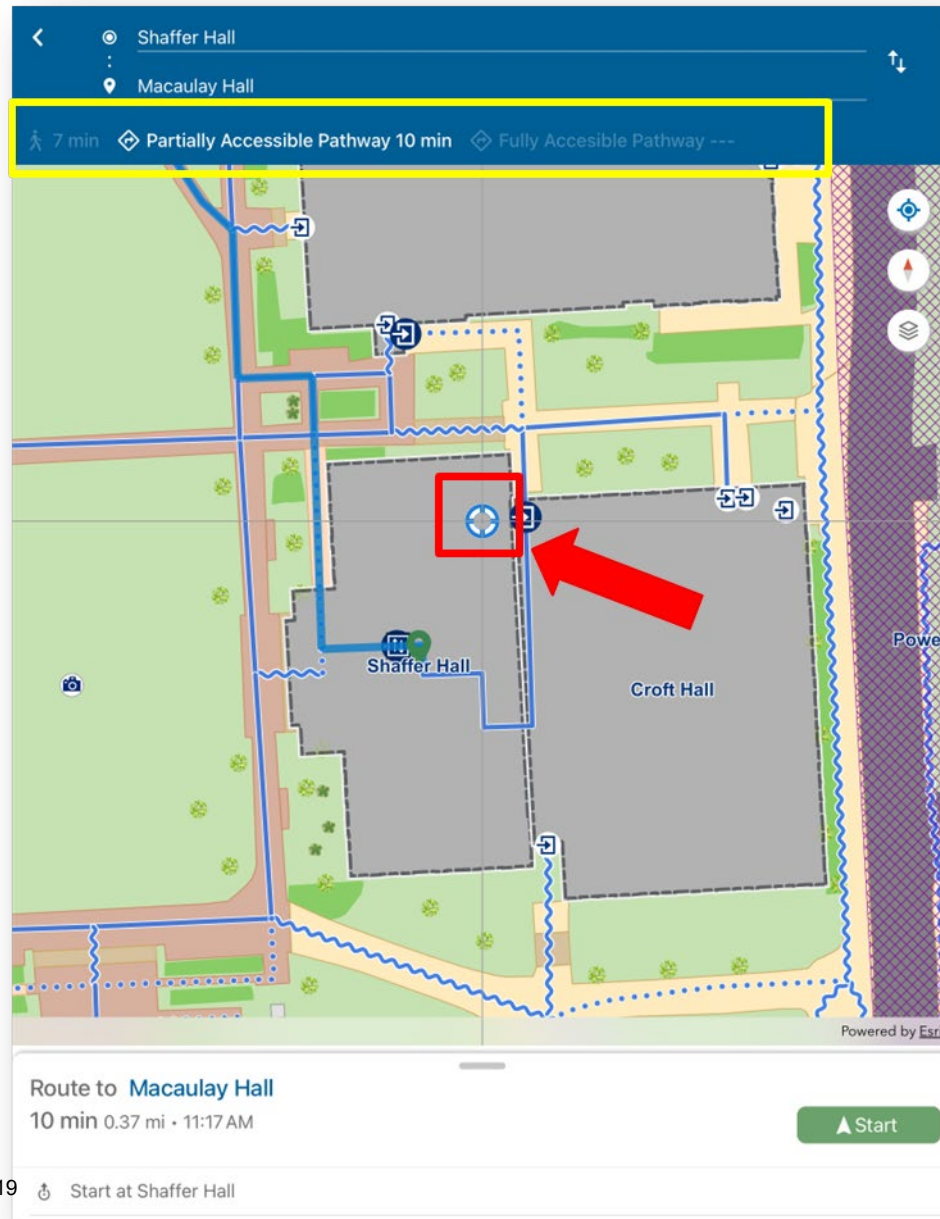 Shaffer Hall
Macaulay Hall
7 min Partially Accessible Pathway 10 min Fully Accesible Pathway ---
Powe
Shaffer Hall
Croft Hall
Powered by Esr
Route to Macaulay Hall
10 min 0.37 mi • 11:17 AM
Start
19
Start at Shaffer Hall